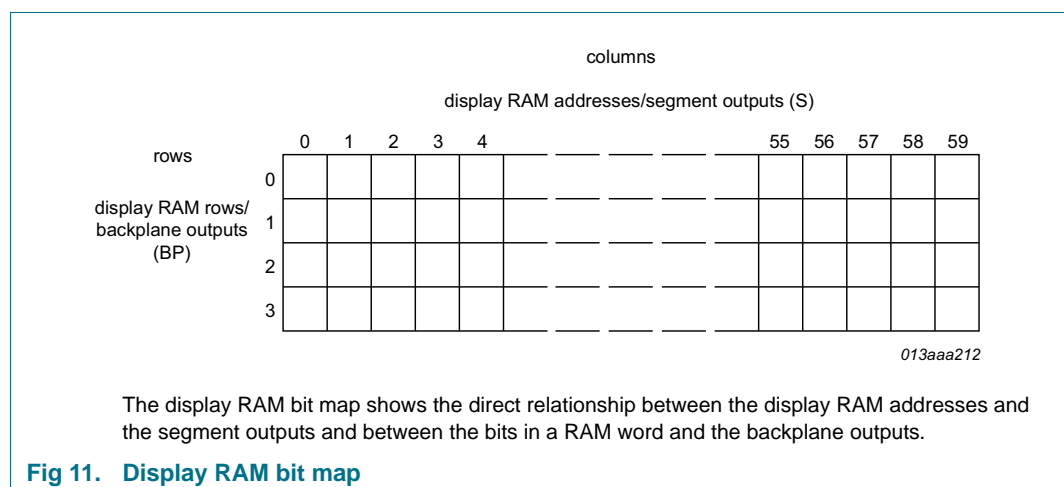 columns
display RAM addresses/segment outputs (S)
rows
0 1 2 3 4 55 56 57 58 59
0
display RAM rows/
backplane outputs
(BP)
1
2
3
013aaa212
The display RAM bit map shows the direct relationship between the display RAM addresses and
the segment outputs and between the bits in a RAM word and the backplane outputs.
Fig 11. Display RAM bit map